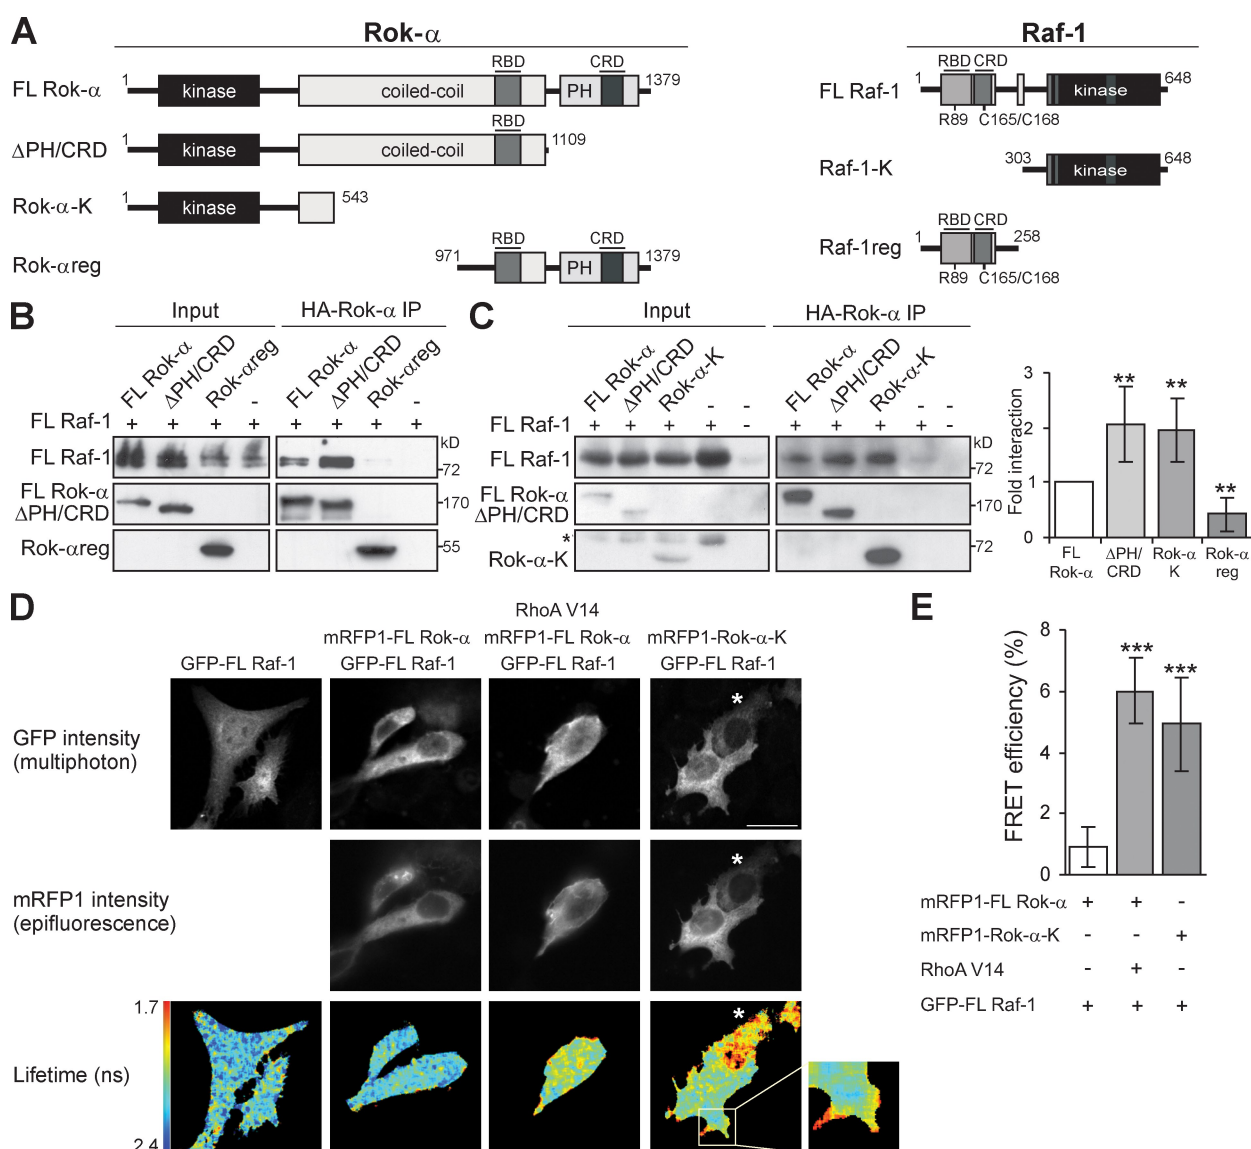 A
Rok-α
Raf-1
FL Rok-α
1
kinase
coiled-coil
RBD
PH
CRD
1379
ΔPH/CRD
1
kinase
coiled-coil
RBD
1109
Rok-α-K
1
kinase
543
Rok-αreg
971
RBD
PH
CRD
1379
FL Raf-1
1
RBD
CRD
kinase
648
R89
C165/C168
Raf-1-K
303
kinase
648
Raf-1reg
1
RBD
CRD
258
R89
C165/C168
B
Input
HA-Rok-α IP
FL Rok-α
ΔPH/CRD
Rok-αreg
-
FL Rok-α
ΔPH/CRD
Rok-αreg
-
FL Raf-1 + + + + + + + +
kD
FL Raf-1
72
FL Rok-α
ΔPH/CRD
170
Rok-αreg
55
C
Input
HA-Rok-α IP
FL Rok-α
ΔPH/CRD
Rok-α-K
- -
FL Rok-α
ΔPH/CRD
Rok-α-K
- -
FL Raf-1 + + + + - + + + + -
kD
FL Raf-1
72
FL Rok-α
ΔPH/CRD
170
*
Rok-α-K
72
Fold interaction
3
2
1
0
** ** **
FL Rok-α
ΔPH/ CRD
Rok-α K
Rok-α reg
D
GFP-FL Raf-1
mRFP1-FL Rok-α
GFP-FL Raf-1
RhoA V14
mRFP1-FL Rok-α
GFP-FL Raf-1
mRFP1-Rok-α-K
GFP-FL Raf-1
GFP intensity
(multiphoton)
*
mRFP1 intensity
(epifluorescence)
*
Lifetime (ns)
1.7
2.4
*
E
FRET efficiency (%)
8
6
4
2
0
*** ***
mRFP1-FL Rok-α + + -
mRFP1-Rok-α-K - - +
RhoA V14 - + -
GFP-FL Raf-1 + + +